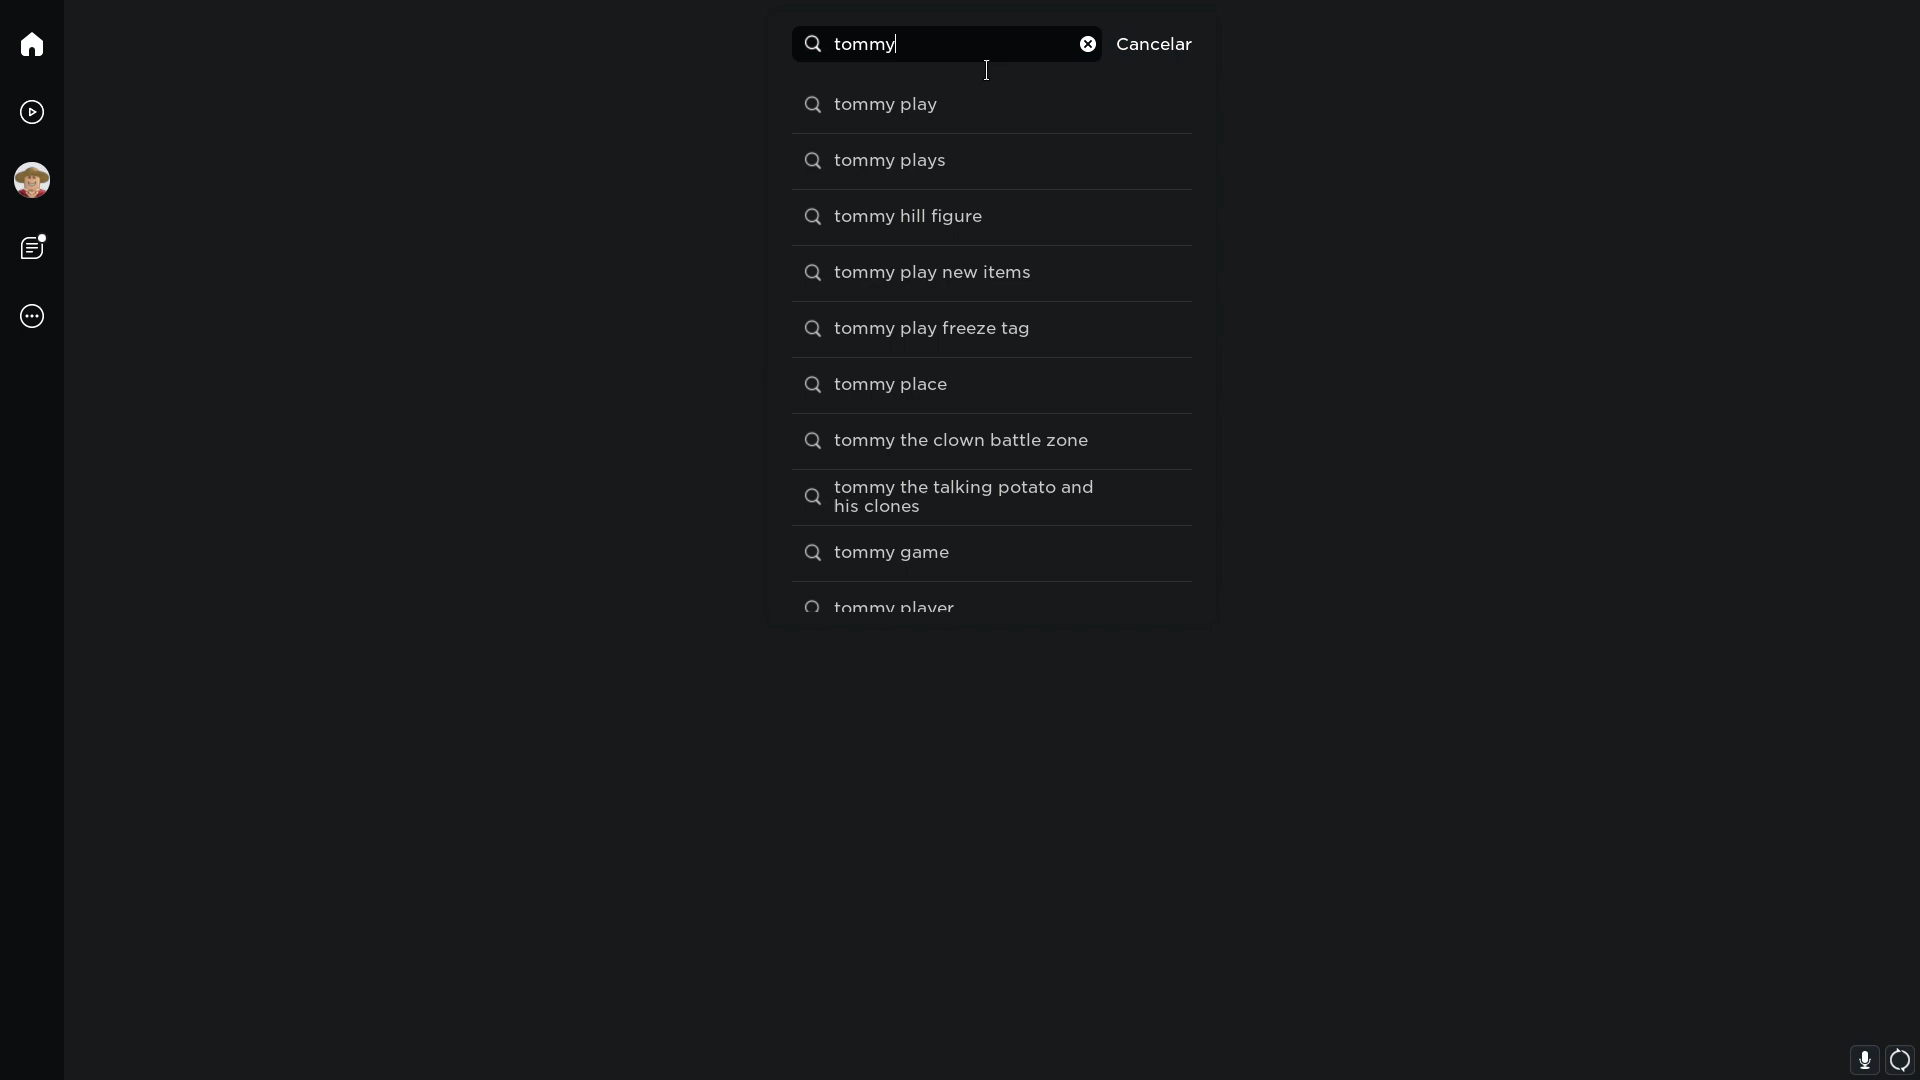 tommy
Cancelar
tommy play
tommy plays
tommy hill figure
tommy play new items
tommy play freeze tag
tommy place
tommy the clown battle zone
tommy the talking potato and
his clones
tommy game
tommy player